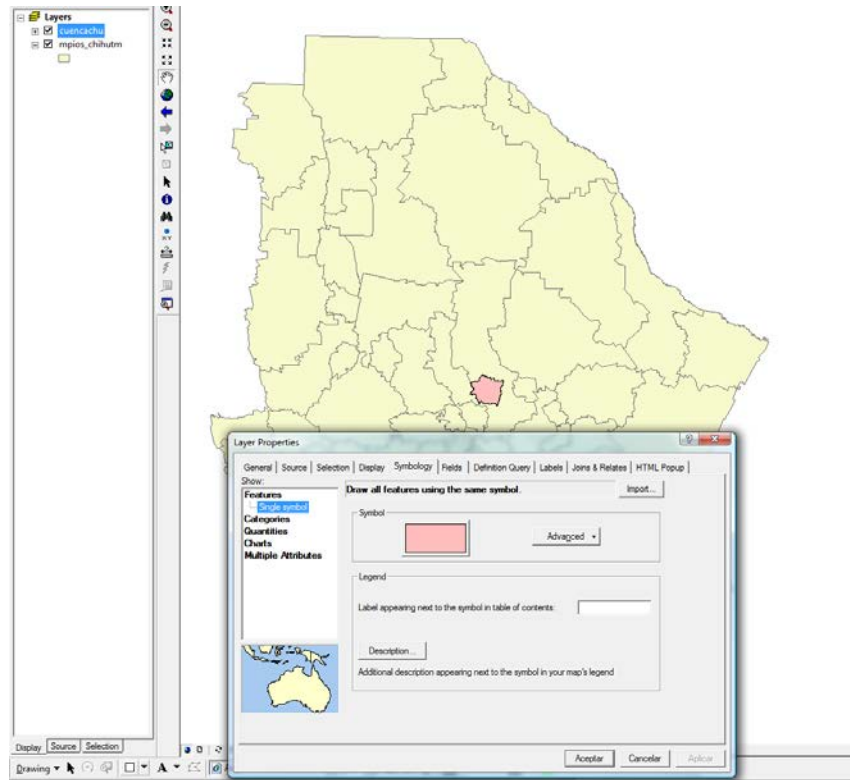 Layers
cuencachu
mpios_chihutm
Layer Properties
General Source Selection Display Symbology Fields Definition Query Labels Joins & Relates HTML Popup
Show:
Features
Single symbol
Categories
Quantities
Charts
Multiple Attributes
Draw all features using the same symbol.
Import...
Symbol
Advanced
Legend
Label appearing next to the symbol in table of contents:
Description...
Additional description appearing next to the symbol in your map's legend
Display Source Selection
Drawing
A
Aceptar Cancelar Aplicar